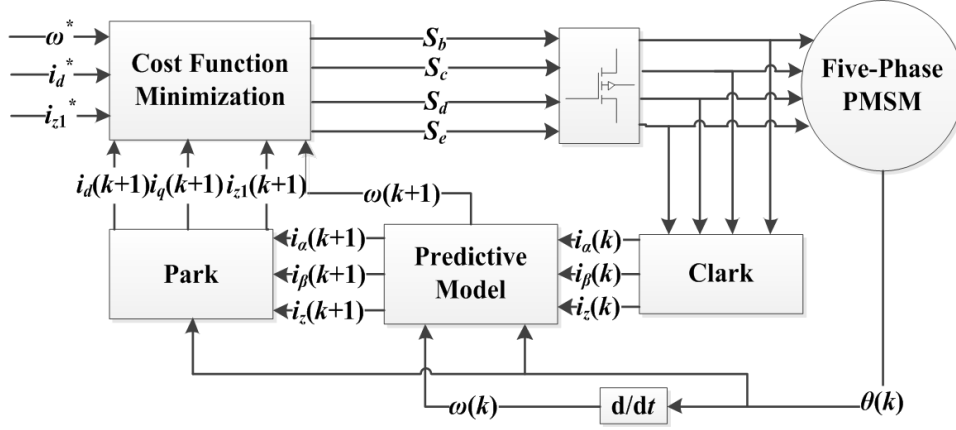 ω*
i_d*
i_z1*
Cost Function
Minimization
S_b
S_c
S_d
S_e
Five-Phase
PMSM
i_d(k+1) i_q(k+1) i_z1(k+1)
ω(k+1)
Park
i_α(k+1)
i_β(k+1)
i_z(k+1)
Predictive
Model
i_α(k)
i_β(k)
i_z(k)
Clark
ω(k)
d/dt
θ(k)